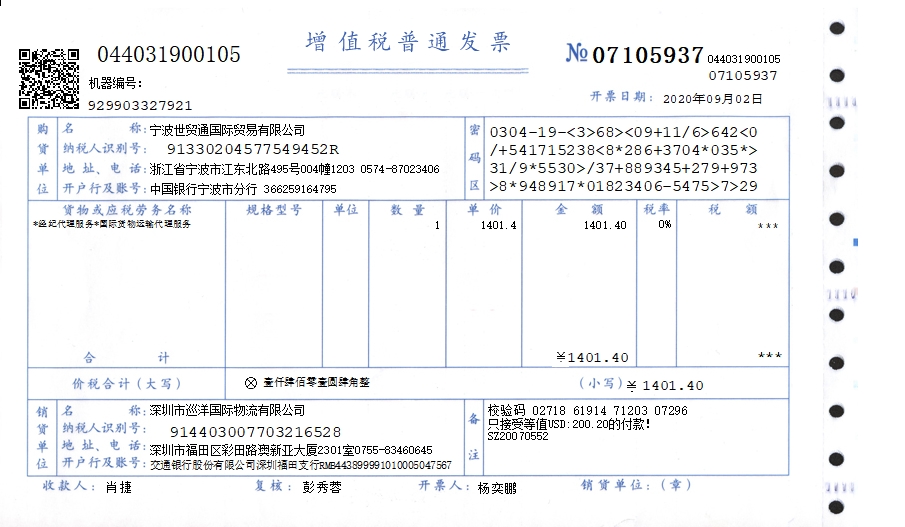 044031900105
增值税普通发票
№ 07105937
044031900105
07105937
机器编号：
929903327921
开票日期： 2020年09月02日
购货单位
名 称：宁波世贸通国际贸易有限公司
纳税人识别号：91330204577549452R
地 址、电 话：浙江省宁波市江东北路495号004幢1203 0574-87023406
开户行及账号：中国银行宁波市分行 366259164795
密码区
0304-19-<3>68><09+11/6>642<0
/+541715238<8*286+3704*035*>
31/9*5530>/37+889345+279+973
>8*948917*01823406-5475>7>29
货物或应税劳务名称 规格型号 单位 数 量 单 价 金 额 税率 税 额
*经纪代理服务*国际货物运输代理服务 1 1401.4 1401.40 0% ***
合 计 ￥1401.40 ***
价税合计（大写） ⊗ 壹仟肆佰零壹圆肆角整 （小写）￥ 1401.40
销货单位
名 称：深圳市巡洋国际物流有限公司
纳税人识别号：914403007703216528
地 址、电 话：深圳市福田区彩田路澳新亚大厦2301室0755-83460645
开户行及账号：交通银行股份有限公司深圳福田支行RMB443899991010005047567
备注
校验码 02718 61914 71203 07296
只接受等值USD:200.20的付款！
SZ20070552
收款人： 肖捷 复核： 彭秀蓉 开票人： 杨奕鹏 销货单位：（章）